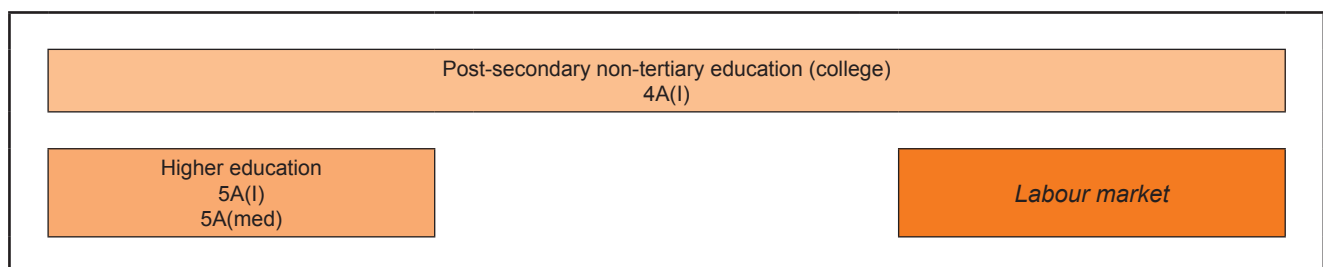 Post-secondary non-tertiary education (college)
4A(I)
Higher education
5A(I)
5A(med)
Labour market